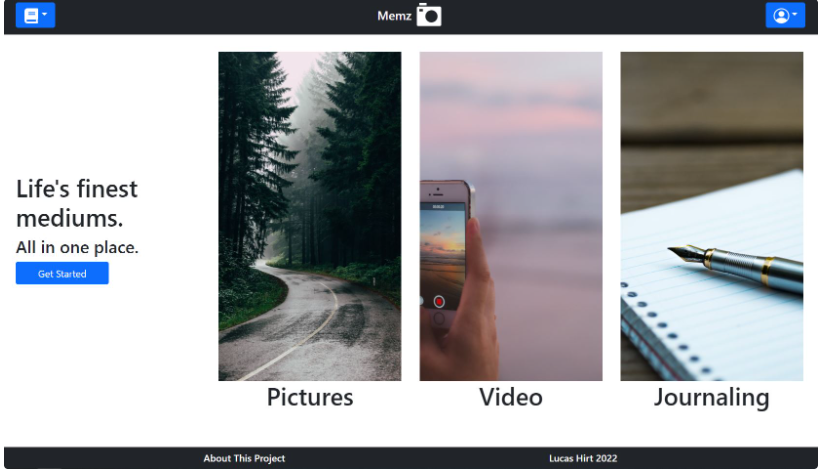 Memz
Life's finest
mediums.
All in one place.
Get Started
Pictures
Video
Journaling
About This Project
Lucas Hirt 2022